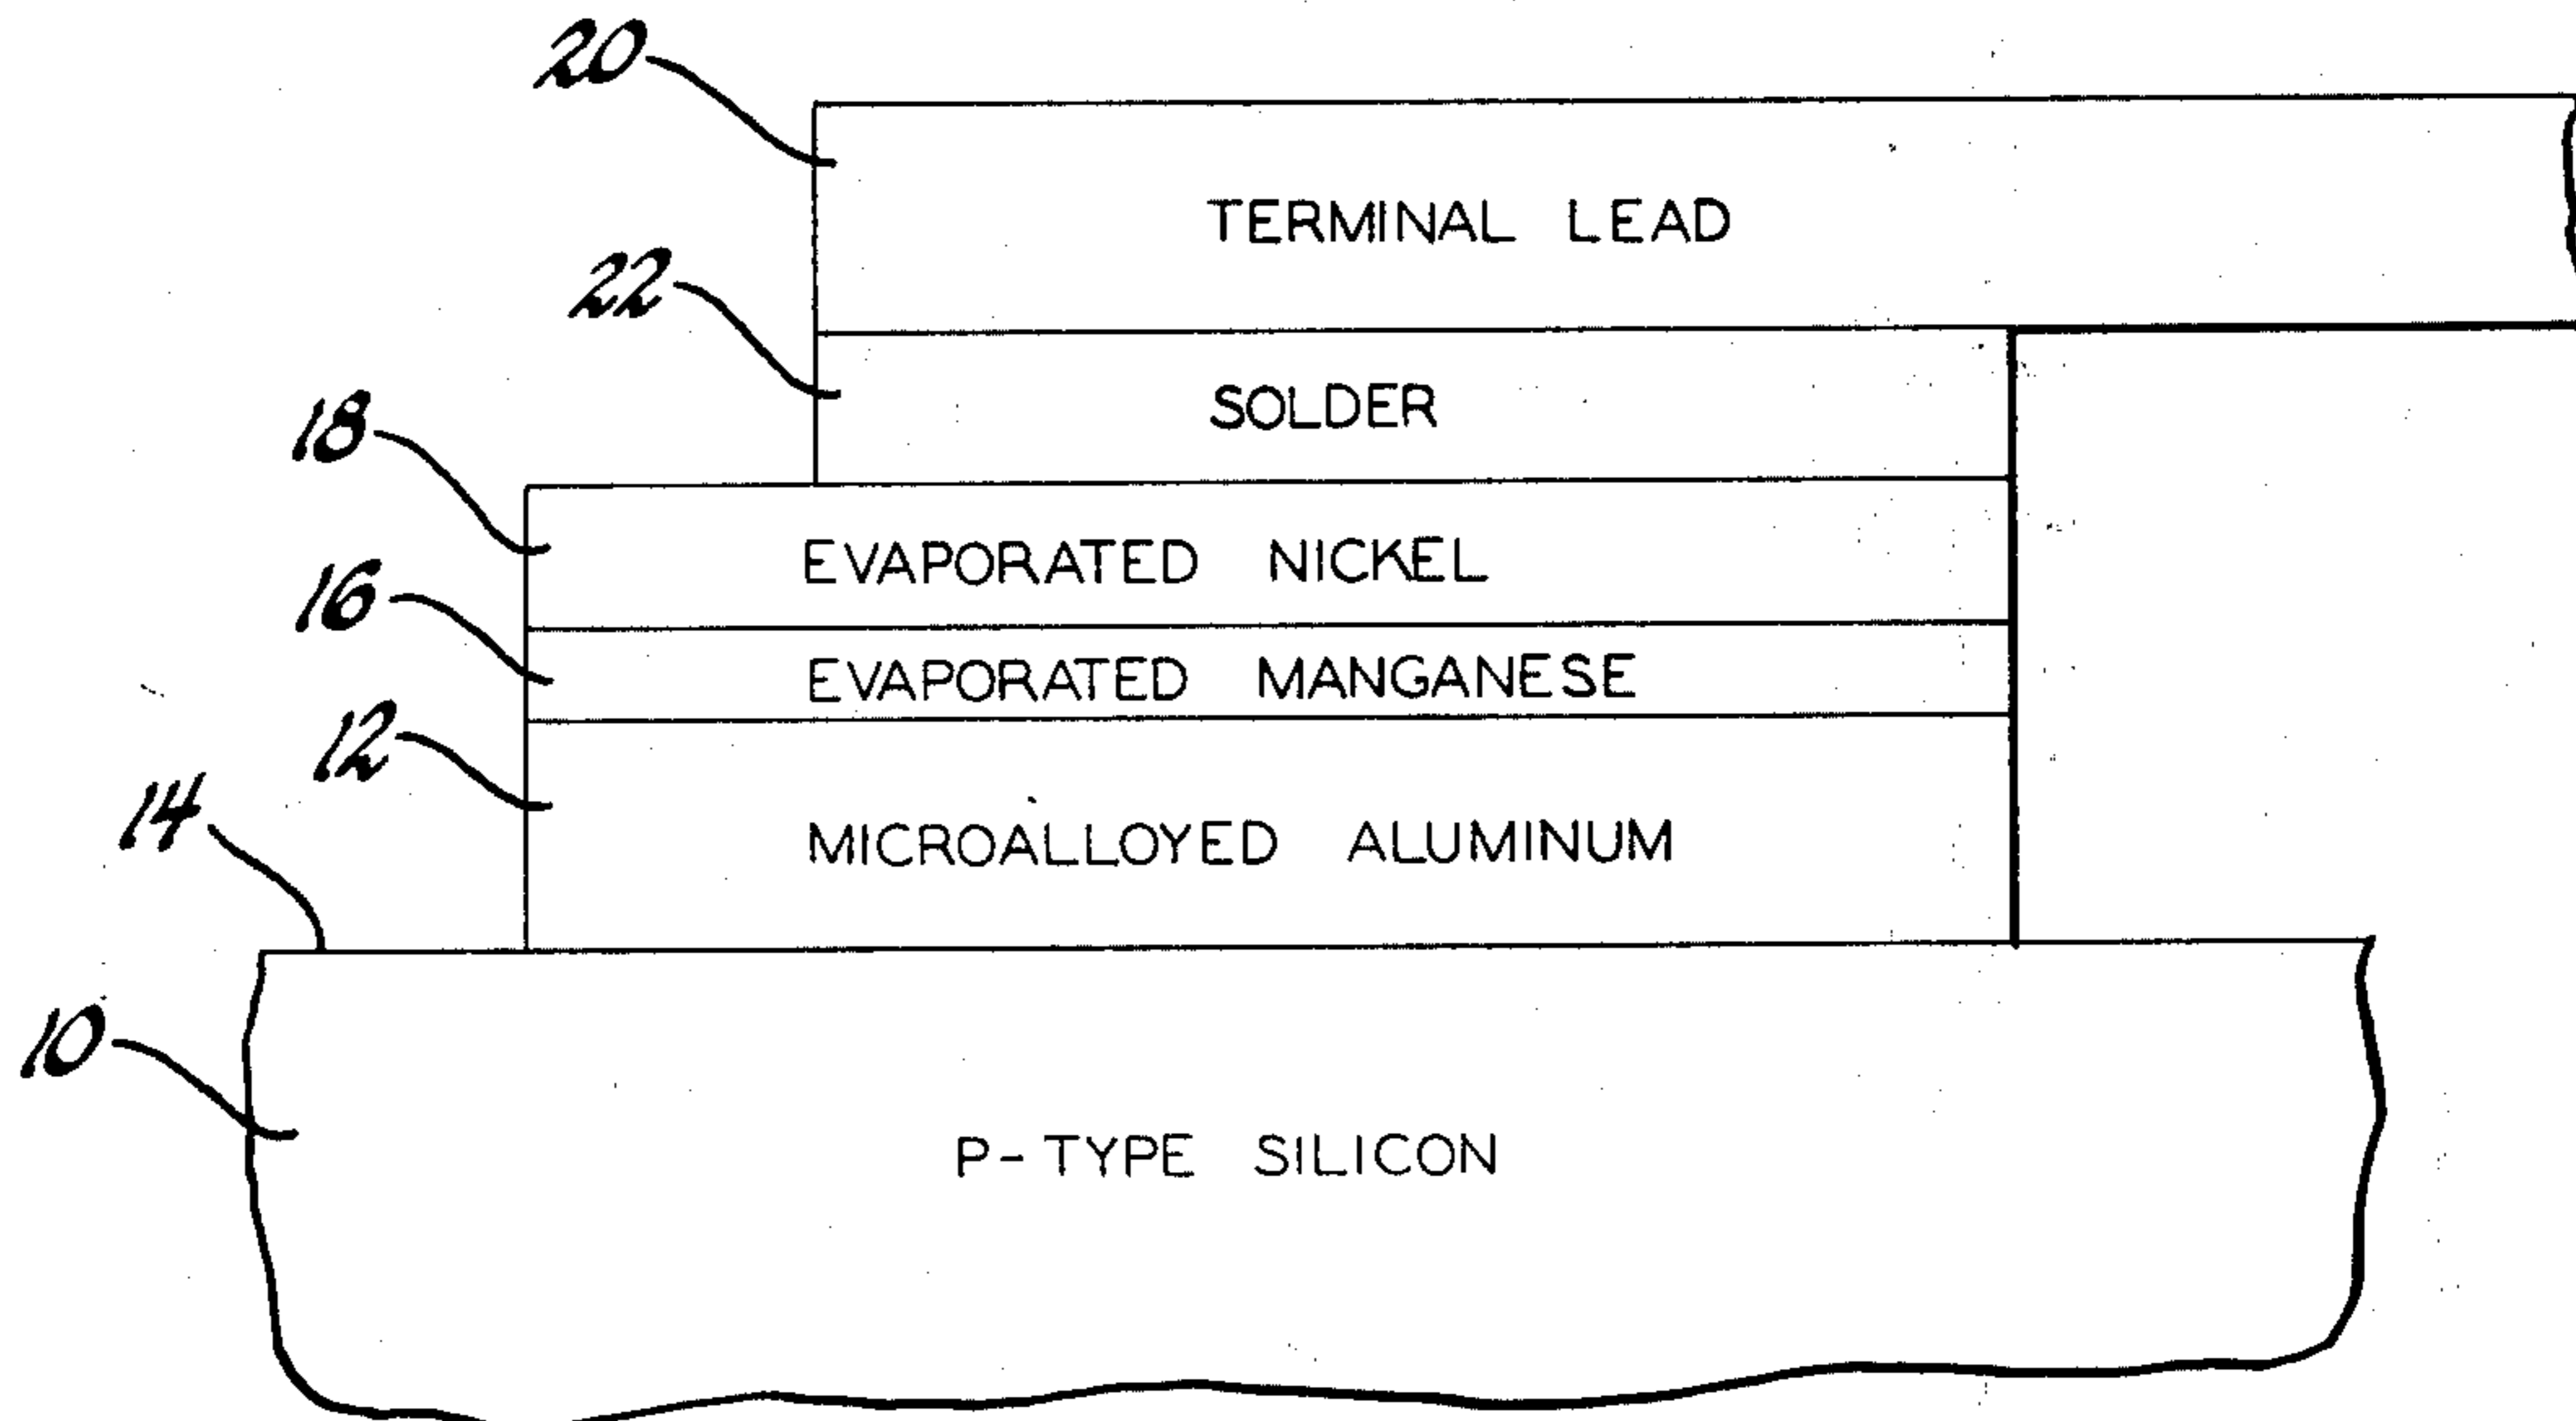 20
TERMINAL LEAD
22
SOLDER
18
EVAPORATED NICKEL
16
EVAPORATED MANGANESE
12
MICROALLOYED ALUMINUM
14
10
P-TYPE SILICON